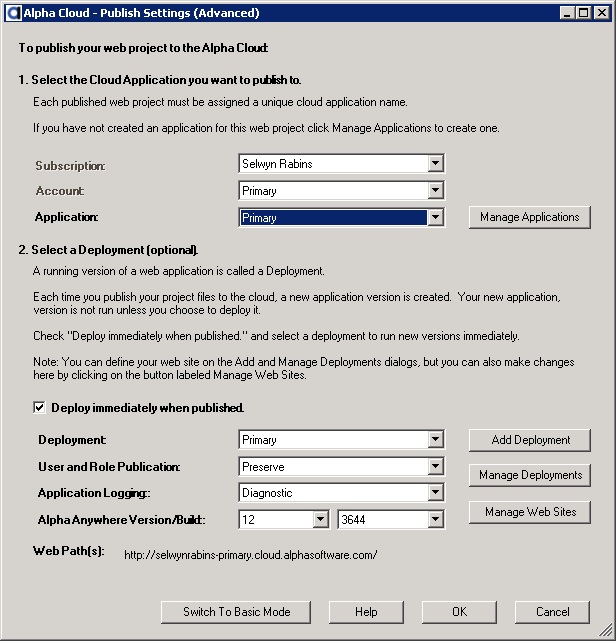 Alpha Cloud - Publish Settings (Advanced)
To publish your web project to the Alpha Cloud:
1. Select the Cloud Application you want to publish to.
Each published web project must be assigned a unique cloud application name.
If you have not created an application for this web project click Manage Applications to create one.
Subscription: Selwyn Rabins
Account: Primary
Application: Primary Manage Applications
2. Select a Deployment (optional).
A running version of a web application is called a Deployment.
Each time you publish your project files to the cloud, a new application version is created. Your new application,
version is not run unless you choose to deploy it.
Check "Deploy immediately when published." and select a deployment to run new versions immediately.
Note: You can define your web site on the Add and Manage Deployments dialogs, but you can also make changes
here by clicking on the button labeled Manage Web Sites.
Deploy immediately when published.
Deployment: Primary Add Deployment
User and Role Publication: Preserve Manage Deployments
Application Logging:: Diagnostic
Alpha Anywhere Version/Build:: 12 3644 Manage Web Sites
Web Path(s): http://selwynrabins-primary.cloud.alphasoftware.com/
Switch To Basic Mode Help OK Cancel